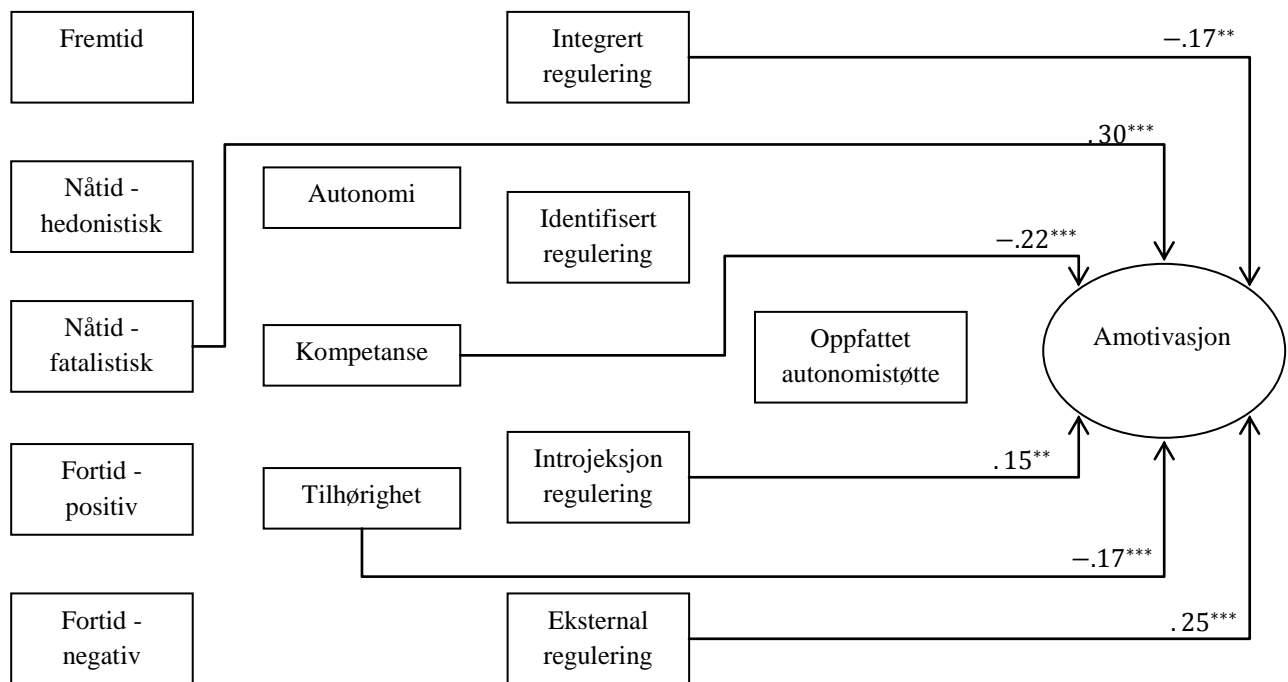 Fremtid
Integrert
regulering
−.17**
.30***
Nåtid -
hedonistisk
Autonomi
Identifisert
regulering
−.22***
Nåtid -
fatalistisk
Kompetanse
Oppfattet
autonomistøtte
Amotivasjon
Fortid -
positiv
Tilhørighet
Introjeksjon
regulering
.15**
−.17***
Fortid -
negativ
Eksternal
regulering
.25***